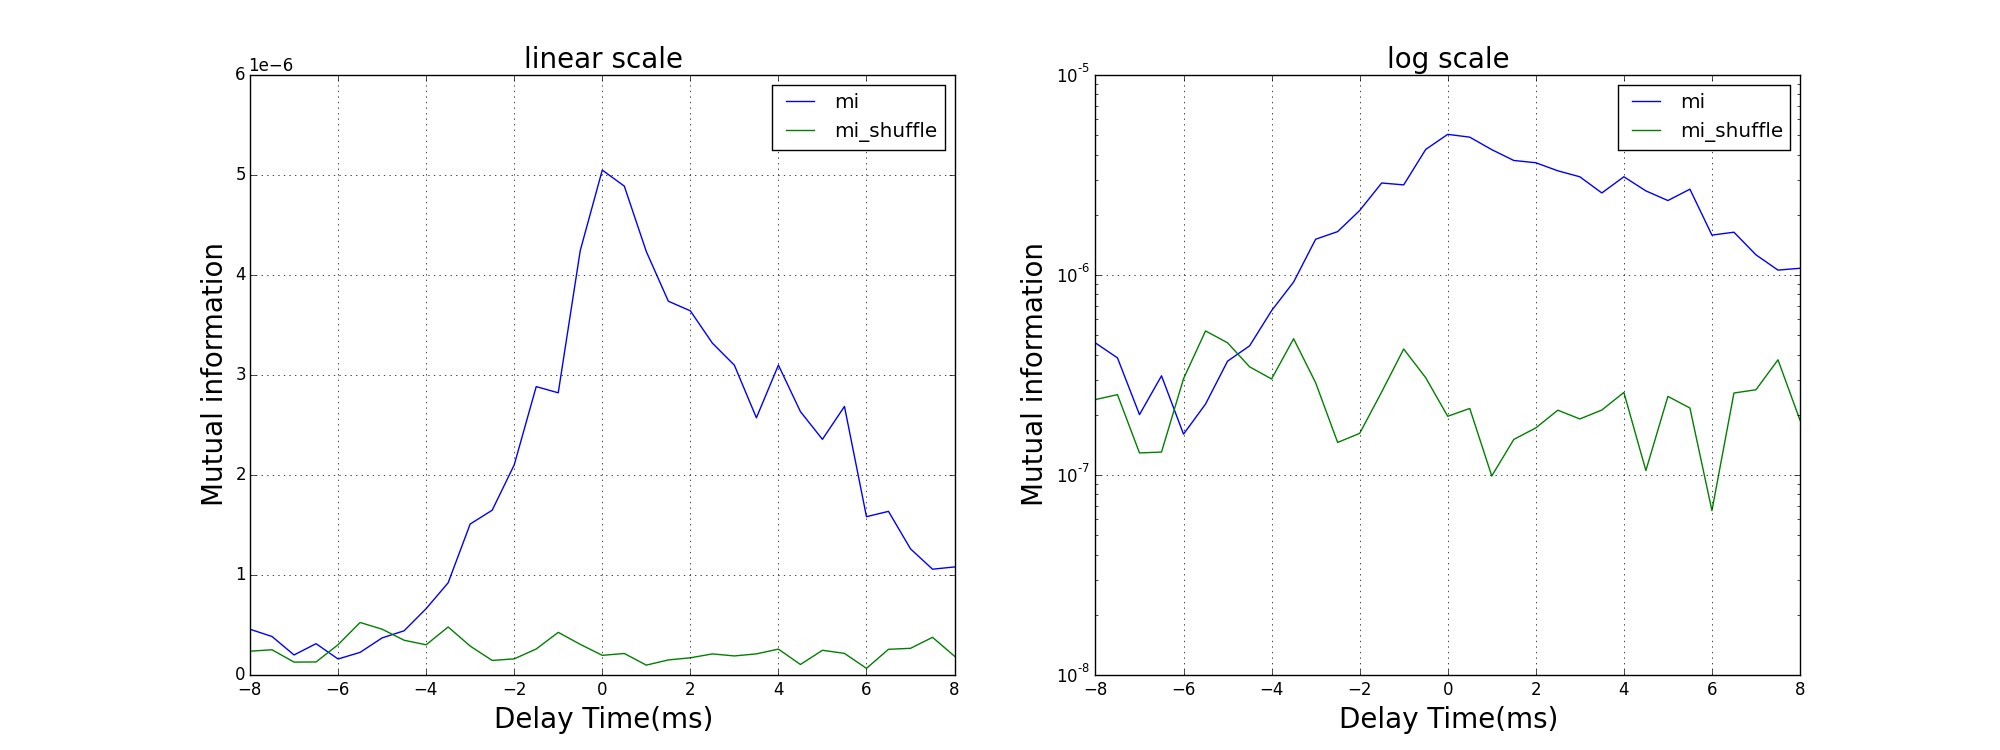 linear scale
1e−6
6
5
4
3
2
1
0
−8 −6 −4 −2 0 2 4 6 8
Mutual information
Delay Time(ms)
mi
mi_shuffle
log scale
10-5
10-6
10-7
10-8
−8 −6 −4 −2 0 2 4 6 8
Mutual information
Delay Time(ms)
mi
mi_shuffle